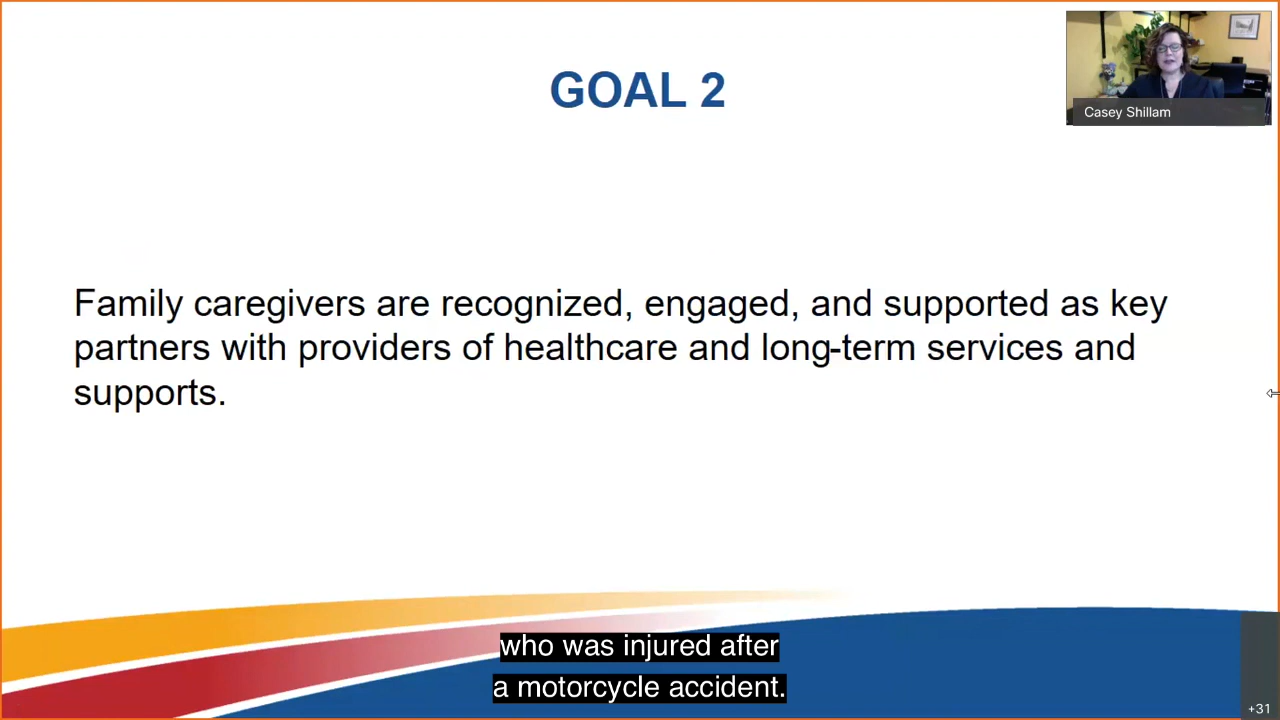 GOAL 2
Casey Shillam
Family caregivers are recognized, engaged, and supported as key
partners with providers of healthcare and long-term services and
supports.
who was injured after
a motorcycle accident.
+31